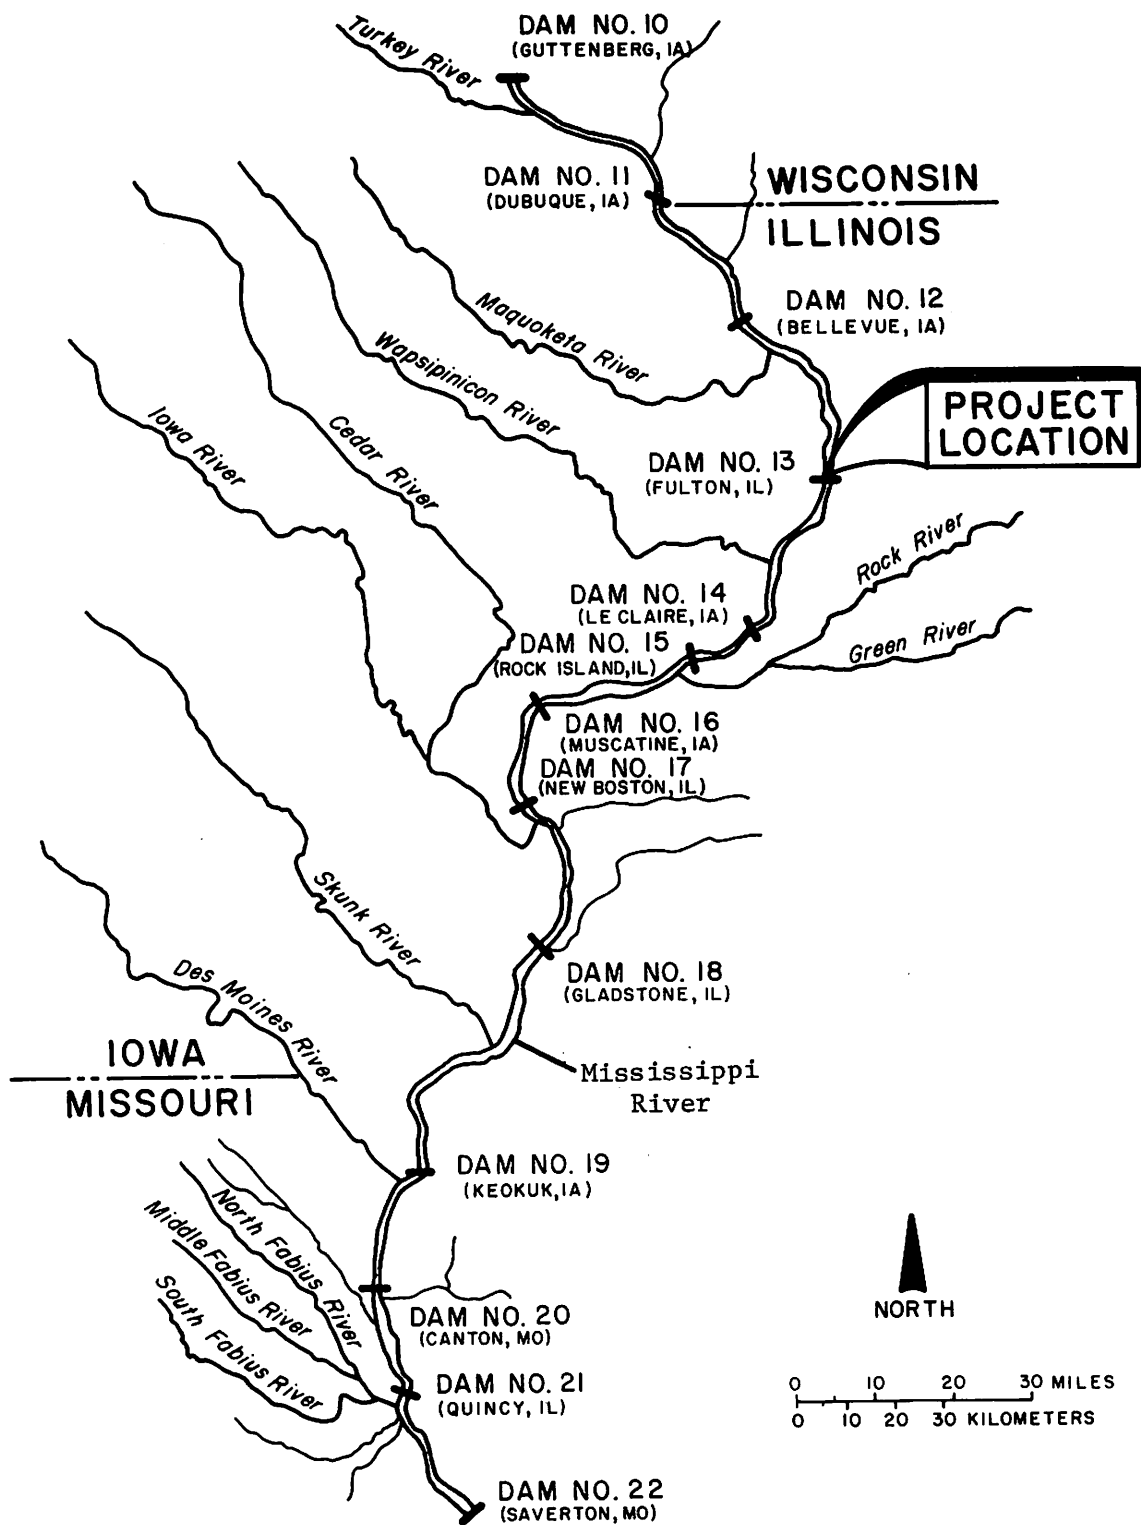 DAM NO. 10
(GUTTENBERG, IA)
Turkey River
DAM NO. 11
(DUBUQUE, IA)
WISCONSIN
ILLINOIS
DAM NO. 12
(BELLEVUE, IA)
Maquoketa River
Wapsipinicon River
PROJECT
LOCATION
Iowa River
Cedar River
DAM NO. 13
(FULTON, IL)
Rock River
DAM NO. 14
(LE CLAIRE, IA)
Green River
DAM NO. 15
(ROCK ISLAND, IL)
DAM NO. 16
(MUSCATINE, IA)
DAM NO. 17
(NEW BOSTON, IL)
Skunk River
DAM NO. 18
(GLADSTONE, IL)
Des Moines River
IOWA
MISSOURI
Mississippi
River
DAM NO. 19
(KEOKUK, IA)
North Fabius River
Middle Fabius River
South Fabius River
DAM NO. 20
(CANTON, MO)
NORTH
DAM NO. 21
(QUINCY, IL)
0 10 20 30 MILES
0 10 20 30 KILOMETERS
DAM NO. 22
(SAVERTON, MO)